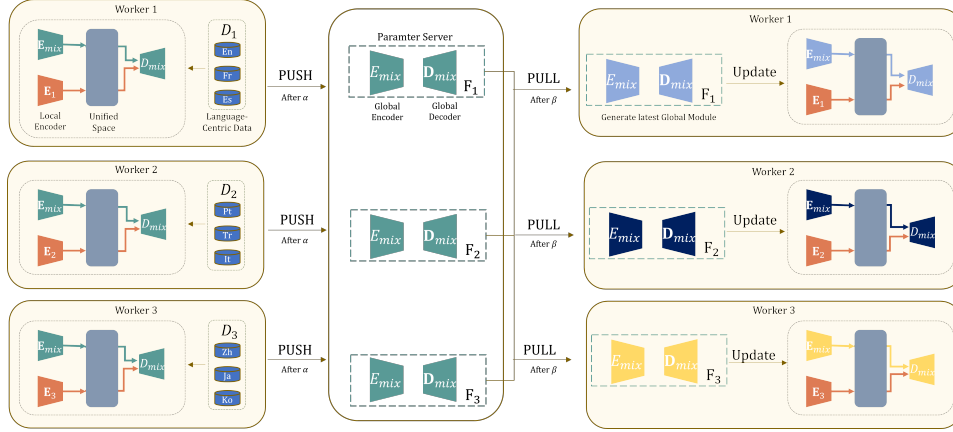 Worker 1
E_mix
E_1
D_mix
D_1
En
Fr
Es
Local
Encoder
Unified
Space
Language-
Centric Data
PUSH
After α
Worker 2
E_mix
E_2
D_mix
D_2
Pt
Tr
It
PUSH
After α
Worker 3
E_mix
E_3
D_mix
D_3
Zh
Ja
Ko
PUSH
After α
Paramter Server
E_mix
D_mix
F_1
Global
Encoder
Global
Decoder
E_mix
D_mix
F_2
E_mix
D_mix
F_3
PULL
After β
PULL
After β
PULL
After β
Worker 1
E_mix
D_mix
F_1
Generate latest Global Module
Update
E_mix
E_1
D_mix
Worker 2
E_mix
D_mix
F_2
Update
E_mix
E_2
D_mix
Worker 3
E_mix
D_mix
F_3
Update
E_mix
E_3
D_mix